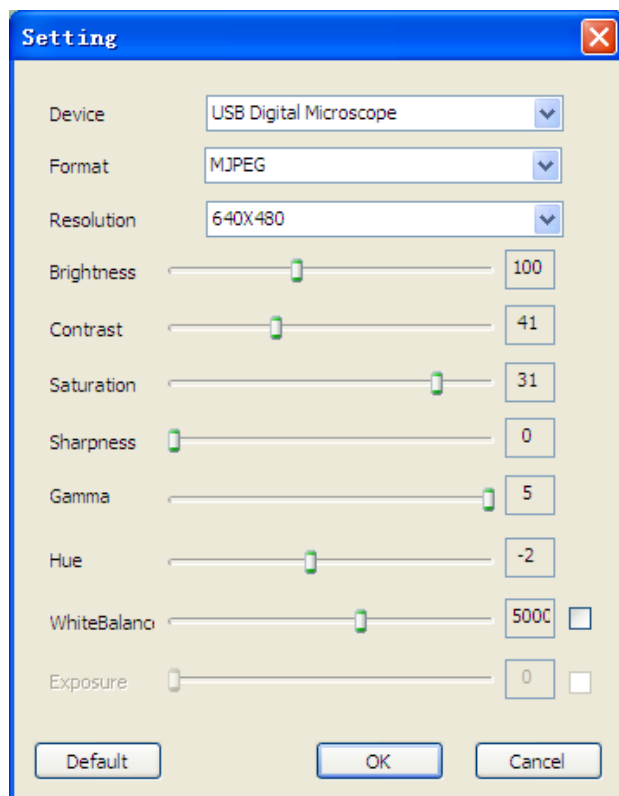 Setting
Device USB Digital Microscope
Format MJPEG
Resolution 640X480
Brightness 100
Contrast 41
Saturation 31
Sharpness 0
Gamma 5
Hue -2
WhiteBalanc 5000
Exposure 0
Default OK Cancel